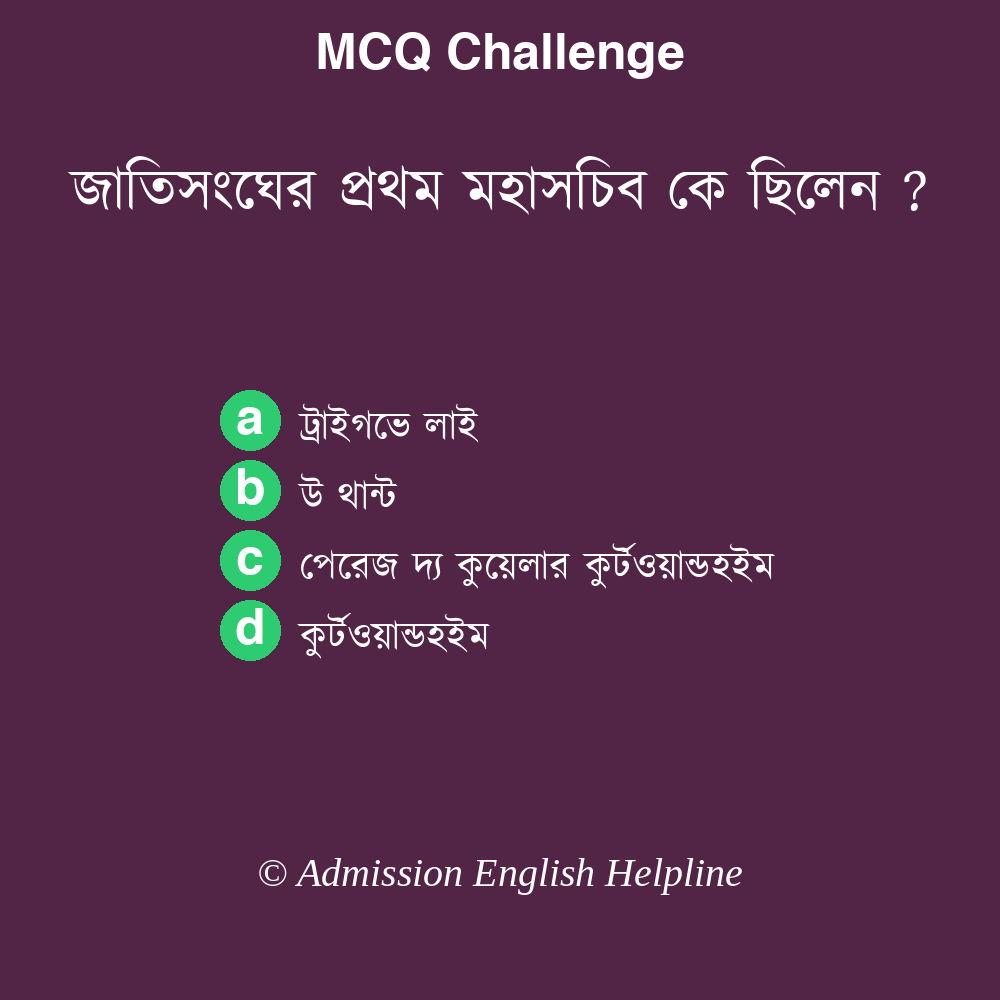 MCQ Challenge
জাতিসংঘের প্রথম মহাসচিব কে ছিলেন ?
a ট্রাইগভে লাই
b উ থান্ট
c পেরেজ দ্য কুয়েলার কুর্টওয়ান্ডহইম
d কুর্টওয়ান্ডহইম
© Admission English Helpline